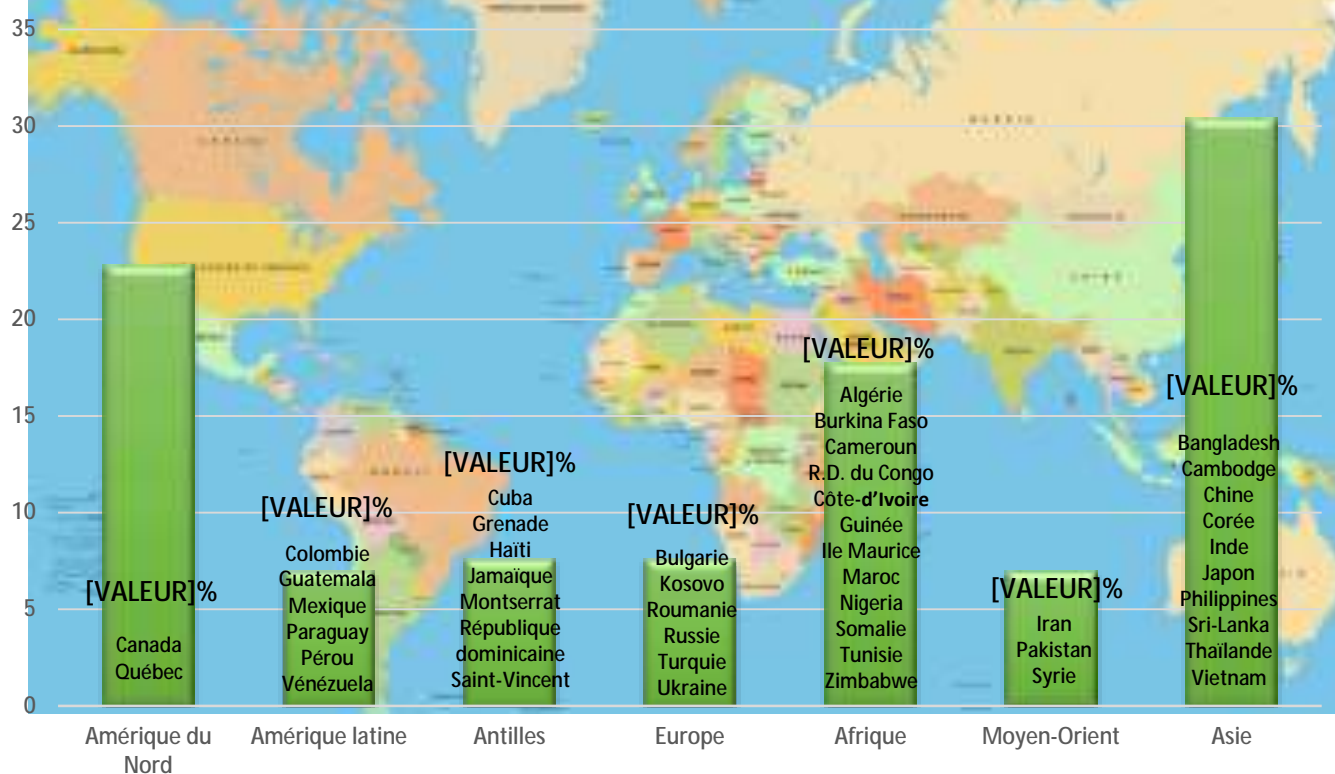 35
30
25
20
15
10
5
0
[VALEUR]%
Canada
Québec
[VALEUR]%
Colombie
Guatemala
Mexique
Paraguay
Pérou
Vénézuela
[VALEUR]%
Cuba
Grenade
Haïti
Jamaïque
Montserrat
République
dominicaine
Saint-Vincent
[VALEUR]%
Bulgarie
Kosovo
Roumanie
Russie
Turquie
Ukraine
[VALEUR]%
Algérie
Burkina Faso
Cameroun
R.D. du Congo
Côte-d'Ivoire
Guinée
Ile Maurice
Maroc
Nigeria
Somalie
Tunisie
Zimbabwe
[VALEUR]%
Iran
Pakistan
Syrie
[VALEUR]%
Bangladesh
Cambodge
Chine
Corée
Inde
Japon
Philippines
Sri-Lanka
Thaïlande
Vietnam
Amérique du
Nord
Amérique latine
Antilles
Europe
Afrique
Moyen-Orient
Asie